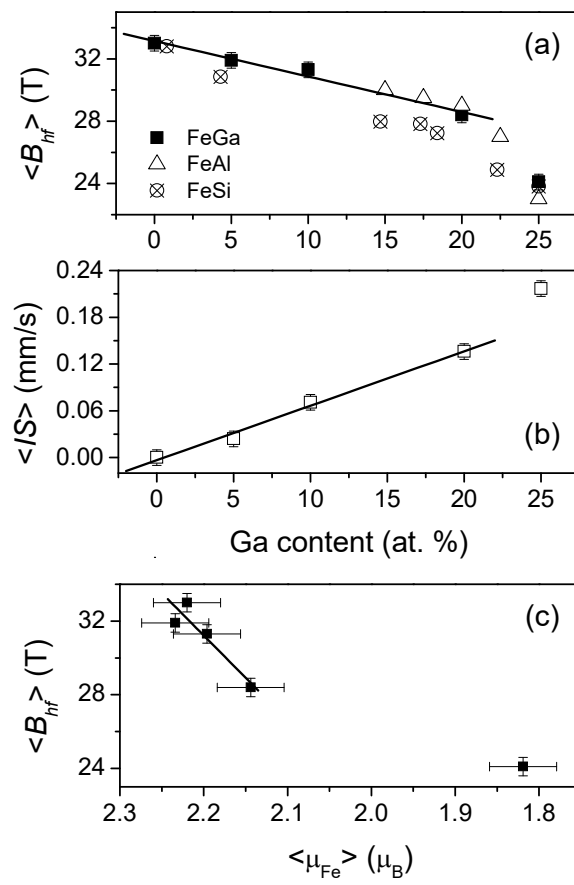 (a)
32
28
24
<B_hf> (T)
FeGa
FeAl
FeSi
0 5 10 15 20 25
(b)
0.24
0.18
0.12
0.06
0.00
<IS> (mm/s)
0 5 10 15 20 25
Ga content (at. %)
(c)
32
28
24
<B_hf> (T)
2.3 2.2 2.1 2.0 1.9 1.8
<μ_Fe> (μ_B)